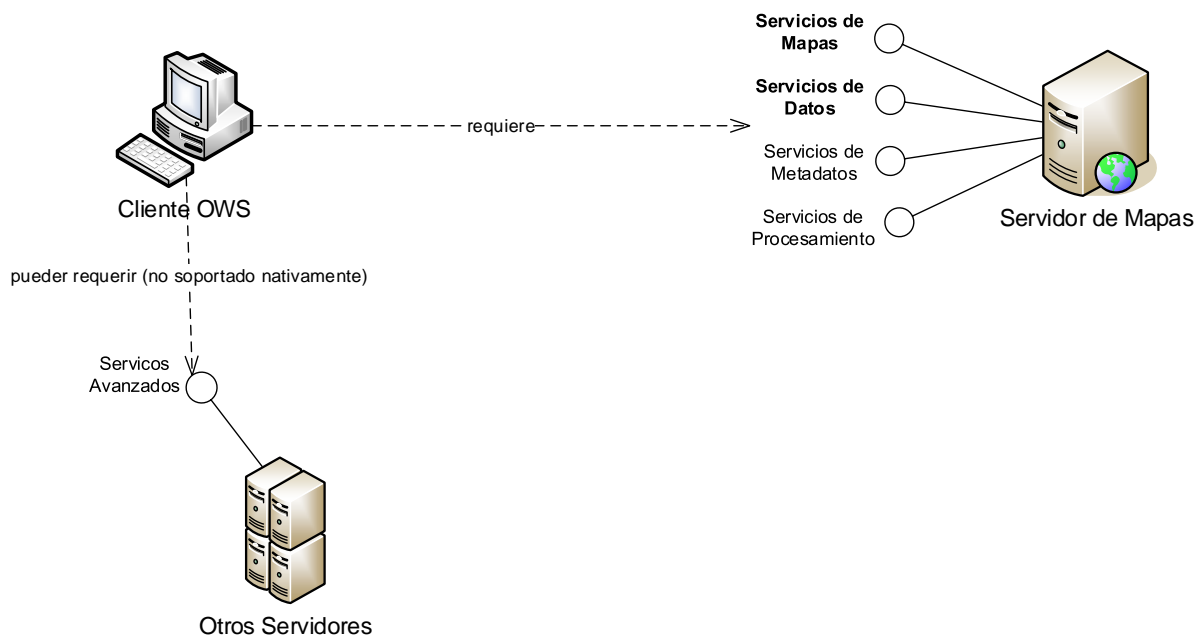 Servicios de
Mapas
Servicios de
Datos
requiere
Servicios de
Metadatos
Cliente OWS
Servicios de
Procesamiento
Servidor de Mapas
pueder requerir (no soportado nativamente)
Servicos
Avanzados
Otros Servidores